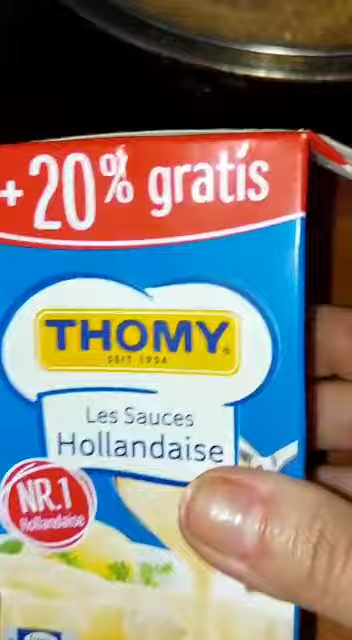 +20% gratis
THOMY®
SEIT 1954
Les Sauces
Hollandaise
NR.1
Hollandaise